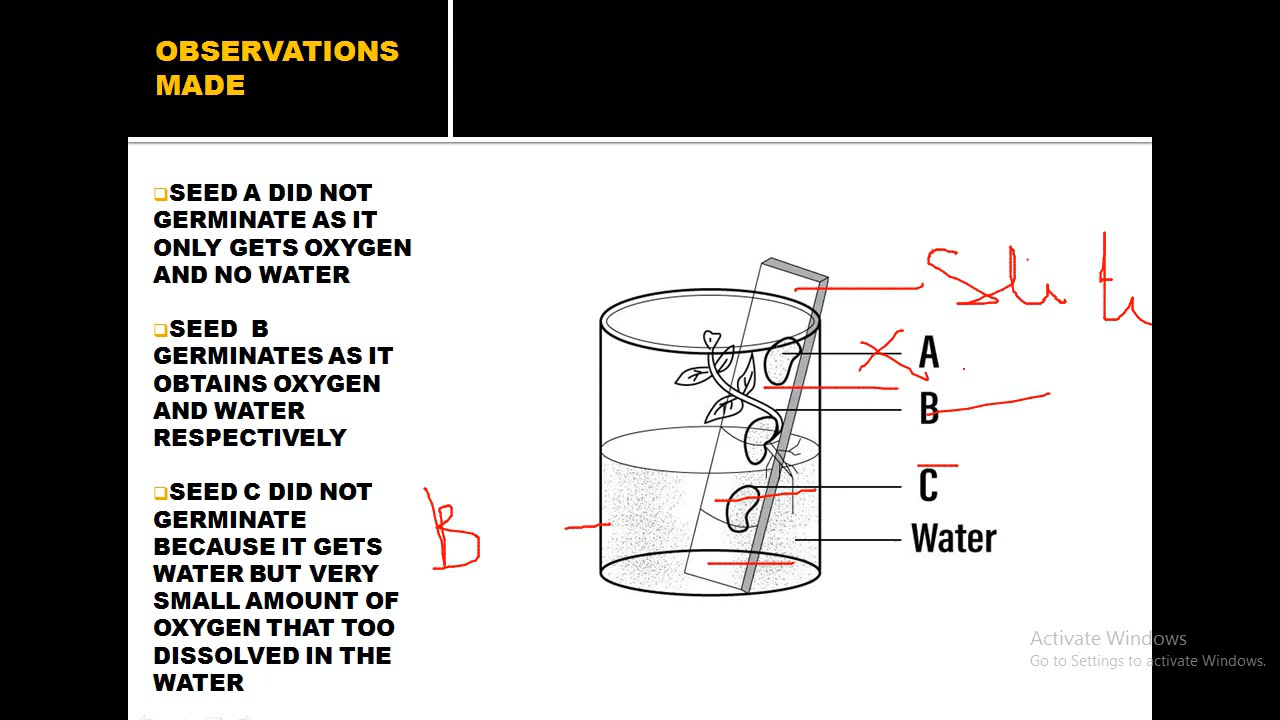 OBSERVATIONS
MADE
SEED A DID NOT
GERMINATE AS IT
ONLY GETS OXYGEN
AND NO WATER
SEED B
GERMINATES AS IT
OBTAINS OXYGEN
AND WATER
RESPECTIVELY
SEED C DID NOT
GERMINATE
BECAUSE IT GETS
WATER BUT VERY
SMALL AMOUNT OF
OXYGEN THAT TOO
DISSOLVED IN THE
WATER
B
A
B
C
Water
Activate Windows
Go to Settings to activate Windows.